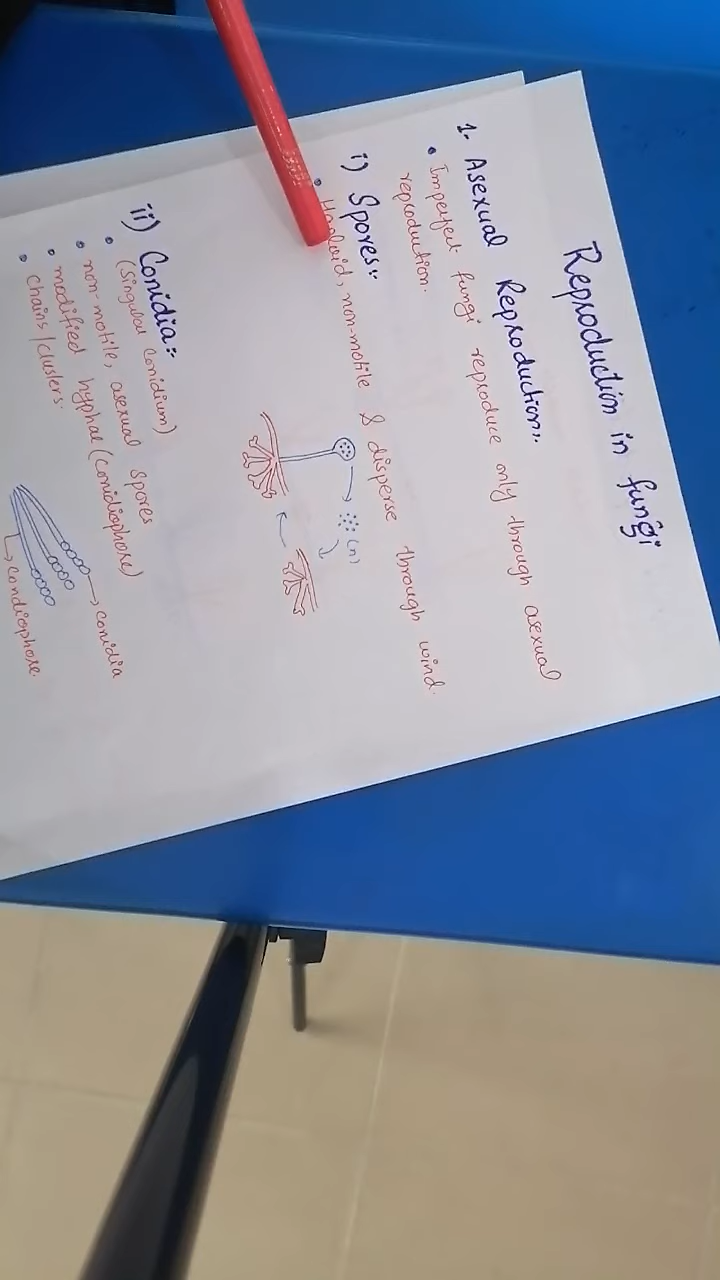 Reproduction in fungi
1. Asexual Reproduction:-
• Imperfect fungi reproduce only through asexual
reproduction.
i) Spores:-
• Haploid, non-motile & disperse through wind.
(n)
ii) Conidia:-
• (Singular Conidium)
• non-motile, asexual spores
• modified hyphae (conidiophore)
• chains/clusters.
conidia
condiophore.